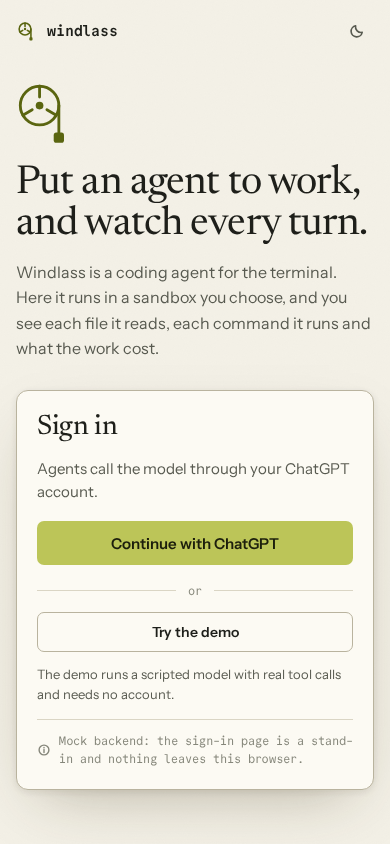 windlass
Put an agent to work,
and watch every turn.
Windlass is a coding agent for the terminal.
Here it runs in a sandbox you choose, and you
see each file it reads, each command it runs and
what the work cost.
Sign in
Agents call the model through your ChatGPT
account.
Continue with ChatGPT
or
Try the demo
The demo runs a scripted model with real tool calls
and needs no account.
Mock backend: the sign-in page is a stand-
in and nothing leaves this browser.